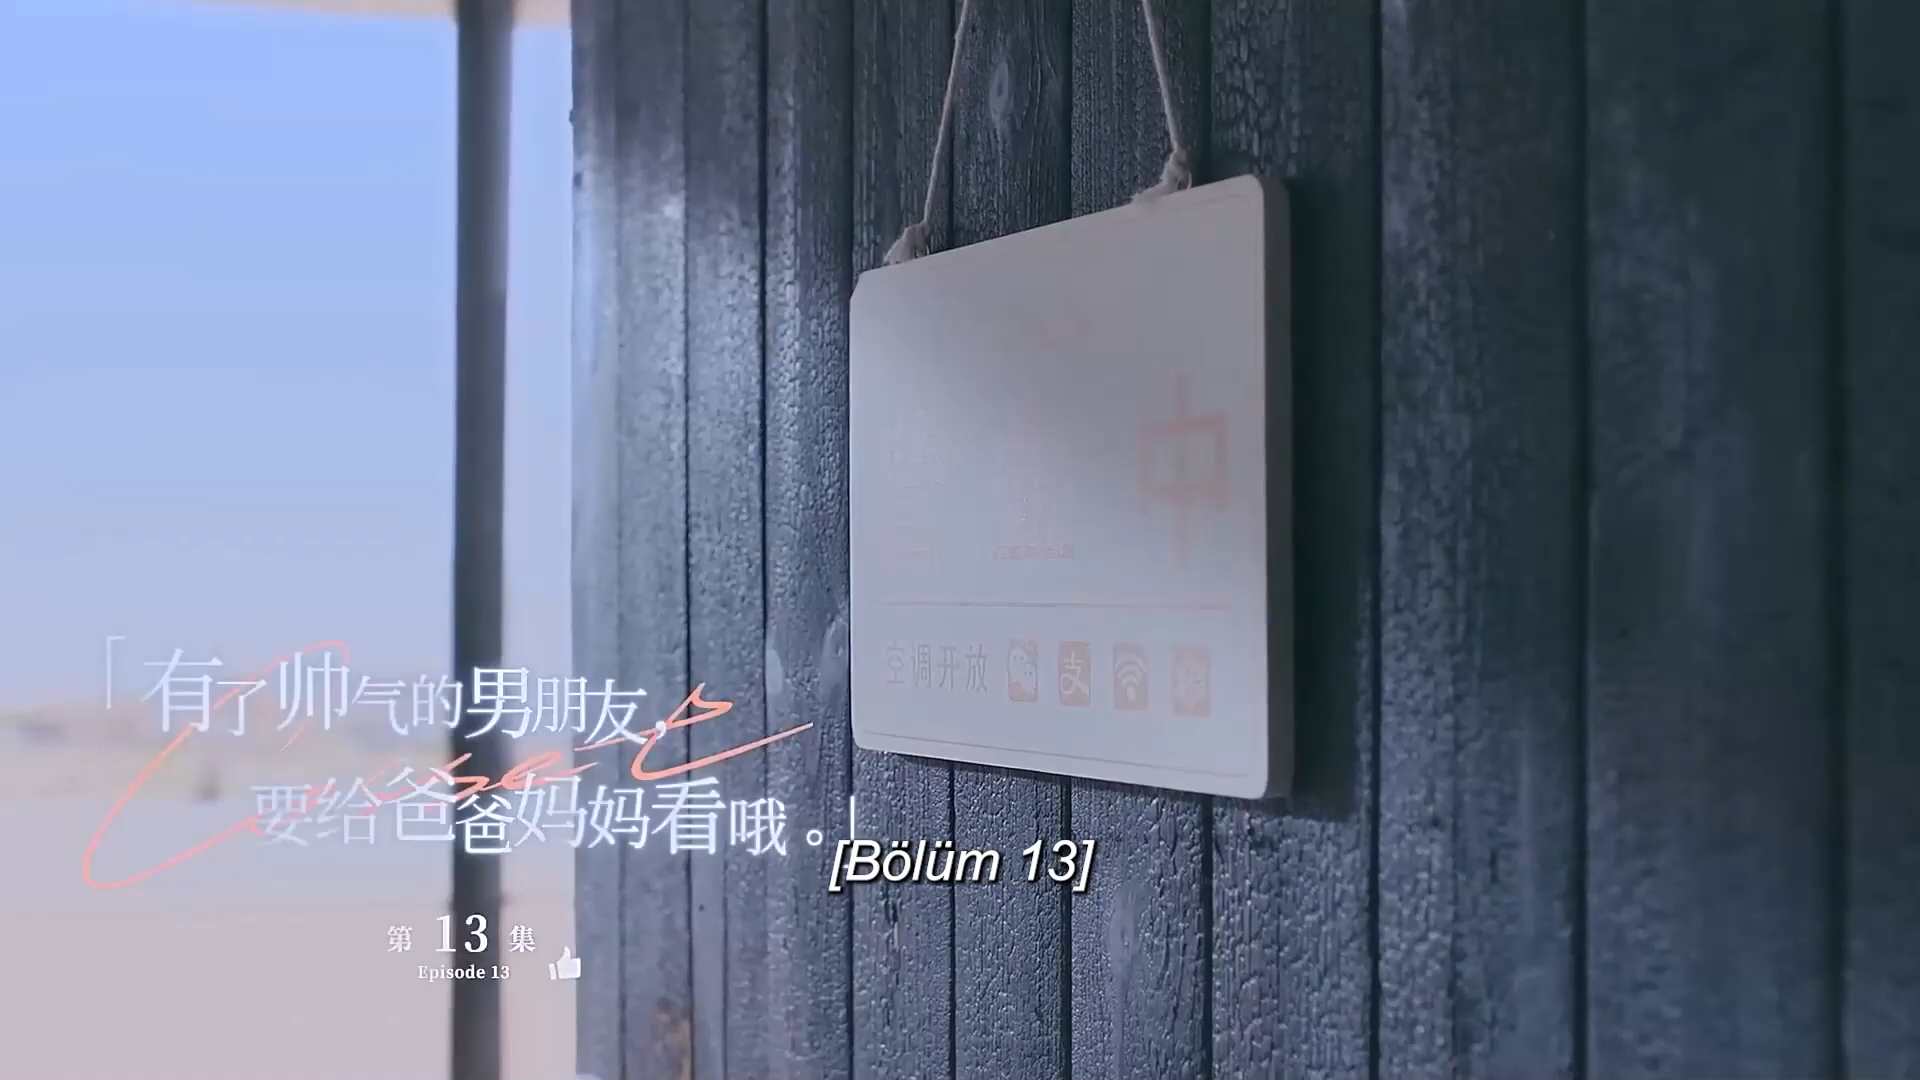 中
空调开放
支
「有了帅气的男朋友，
要给爸爸妈妈看哦。」
[Bölüm 13]
第 13 集
Episode 13